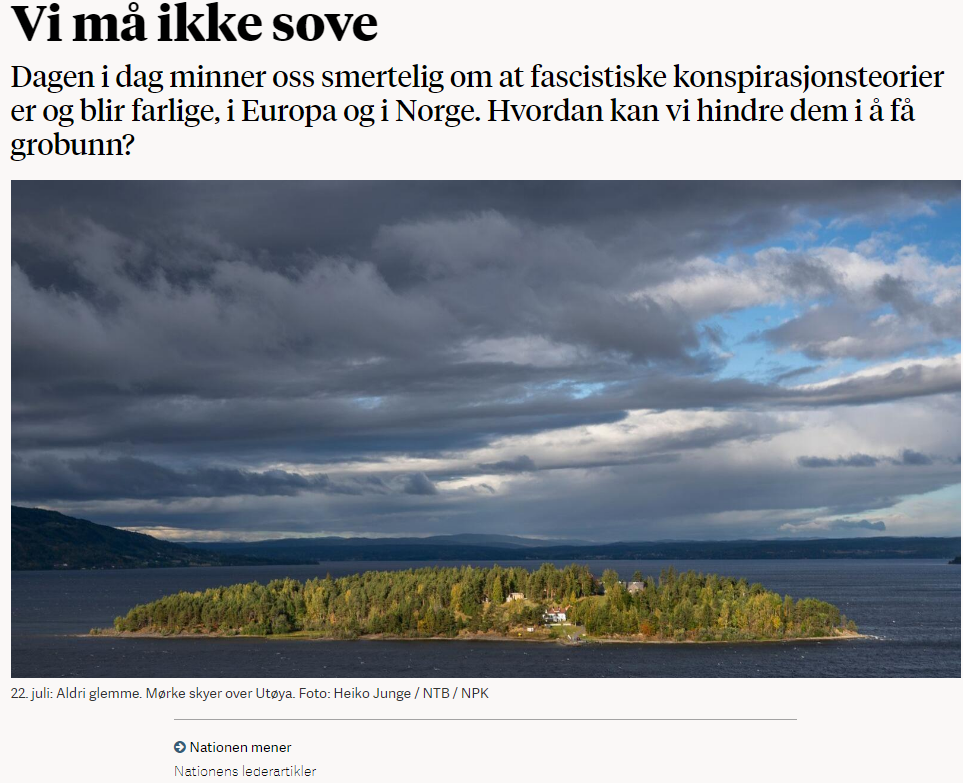 Vi må ikke sove
Dagen i dag minner oss smertelig om at fascistiske konspirasjonsteorier
er og blir farlige, i Europa og i Norge. Hvordan kan vi hindre dem i å få
grobunn?
22. juli: Aldri glemme. Mørke skyer over Utøya. Foto: Heiko Junge / NTB / NPK
Nationen mener
Nationens lederartikler